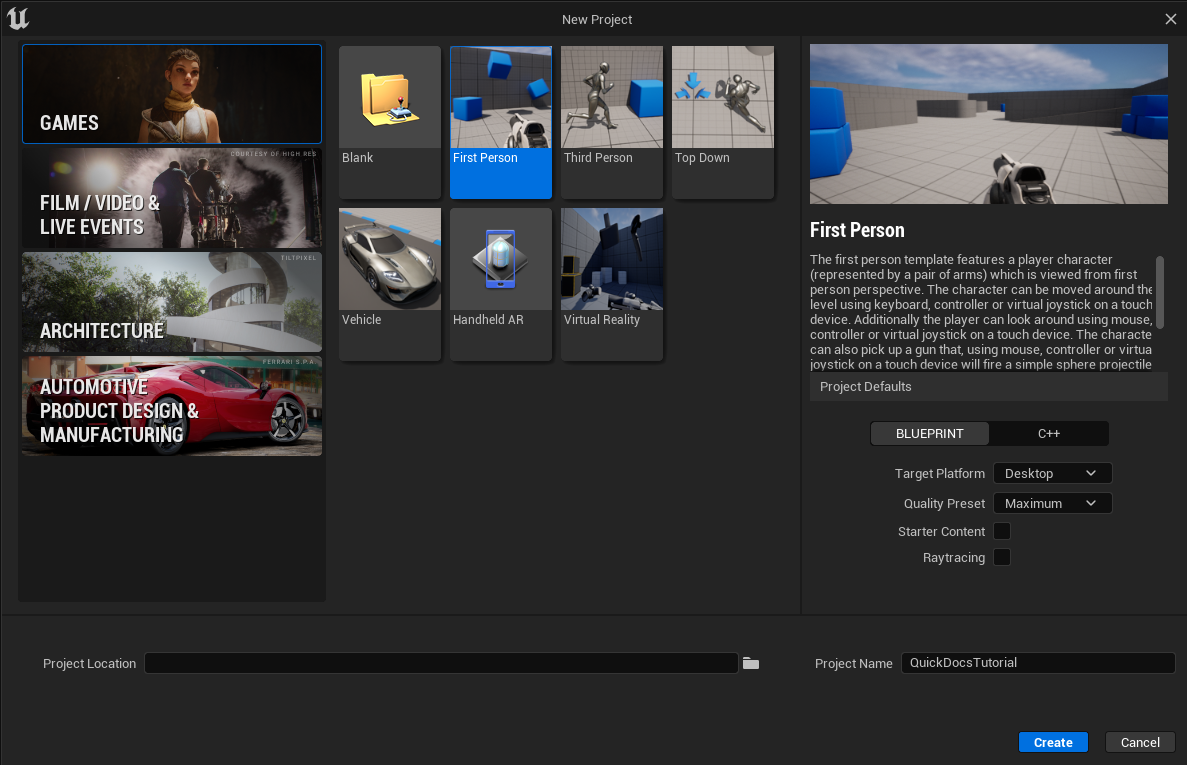 New Project
GAMES
COURTESY OF HIGH RES
FILM / VIDEO &
LIVE EVENTS
TILTPIXEL
ARCHITECTURE
FERRARI S.P.A
AUTOMOTIVE
PRODUCT DESIGN &
MANUFACTURING
Blank
First Person
Third Person
Top Down
Vehicle
Handheld AR
Virtual Reality
First Person
The first person template features a player character
(represented by a pair of arms) which is viewed from first
person perspective. The character can be moved around the
level using keyboard, controller or virtual joystick on a touch
device. Additionally the player can look around using mouse,
controller or virtual joystick on a touch device. The characte
can also pick up a gun that, using mouse, controller or virtua
joystick on a touch device will fire a simple sphere projectile
Project Defaults
BLUEPRINT
C++
Target Platform
Desktop
Quality Preset
Maximum
Starter Content
Raytracing
Project Location
Project Name
QuickDocsTutorial
Create
Cancel